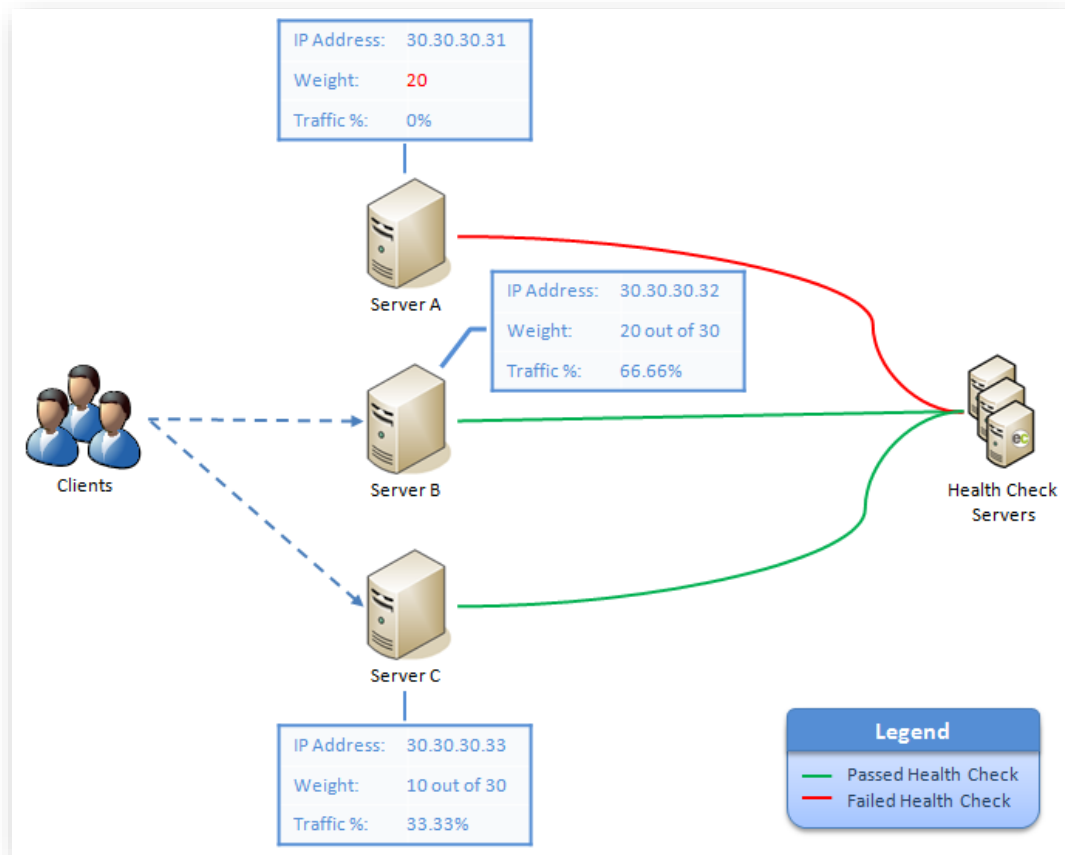 IP Address: 30.30.30.31
Weight: 20
Traffic %: 0%
Server A
IP Address: 30.30.30.32
Weight: 20 out of 30
Traffic %: 66.66%
Clients
Server B
Health Check
Servers
ec
Server C
IP Address: 30.30.30.33
Weight: 10 out of 30
Traffic %: 33.33%
Legend
Passed Health Check
Failed Health Check